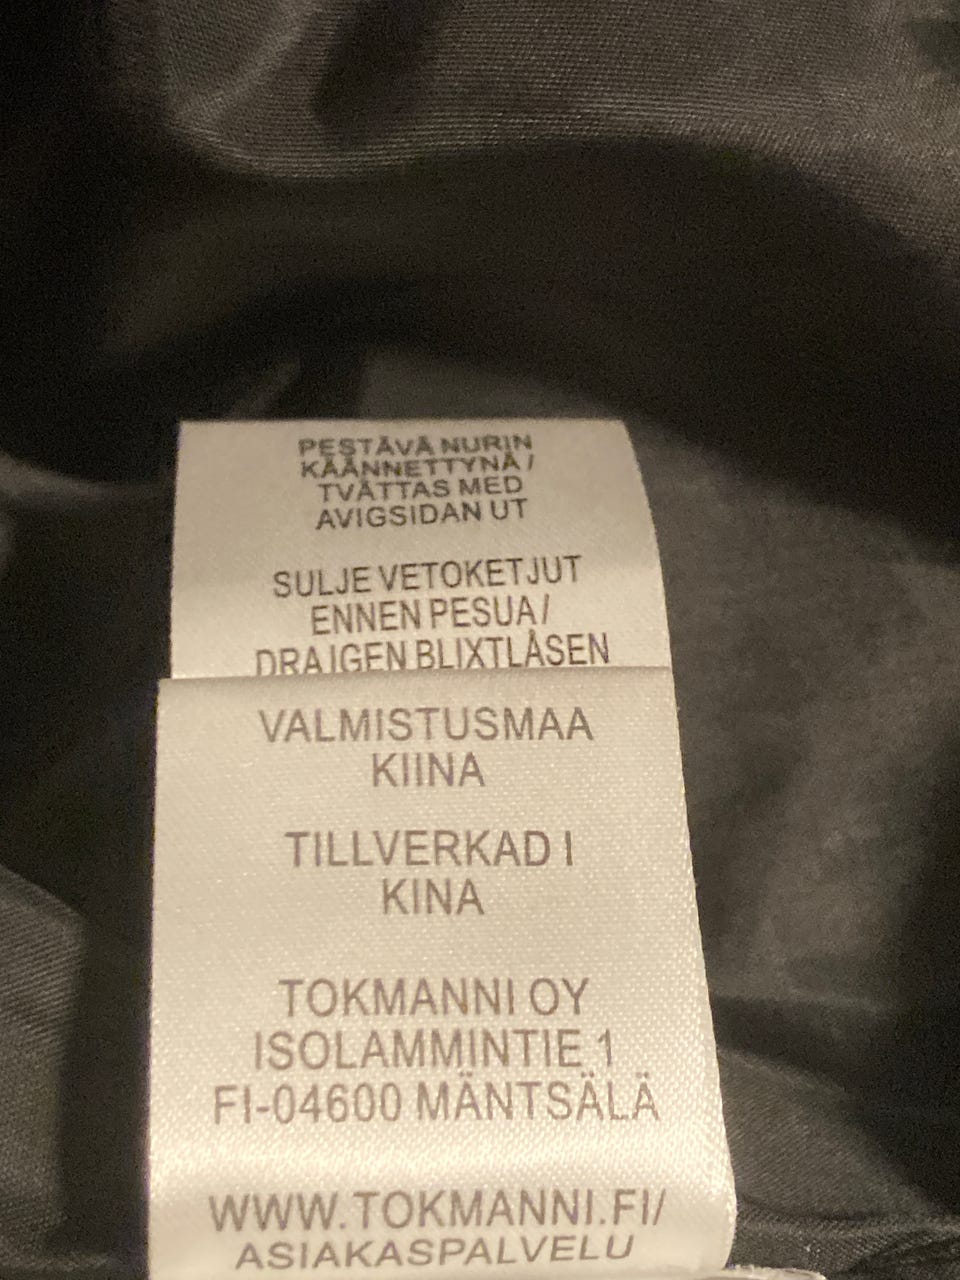 PESTÄVÄ NURIN
KÄÄNNETTYNÄ /
TVÄTTAS MED
AVIGSIDAN UT
SULJE VETOKETJUT
ENNEN PESUA/
DRA IGEN BLIXTLÅSEN
VALMISTUSMAA
KIINA
TILLVERKAD I
KINA
TOKMANNI OY
ISOLAMMINTIE 1
FI-04600 MÄNTSÄLÄ
WWW.TOKMANNI.FI/
ASIAKASPALVELU